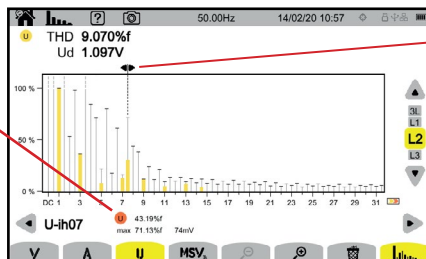 50.00Hz 14/02/20 10:57
U THD 9.070%f
Ud 1.097V
100 %
50 %
0 %
DC 1 3 5 7 9 11 13 15 17 19 21 23 25 27 29 31
3L
L1
L2
L3
U-ih07 U 43.19%f
max 71.13%f 74mV
V A U MSV